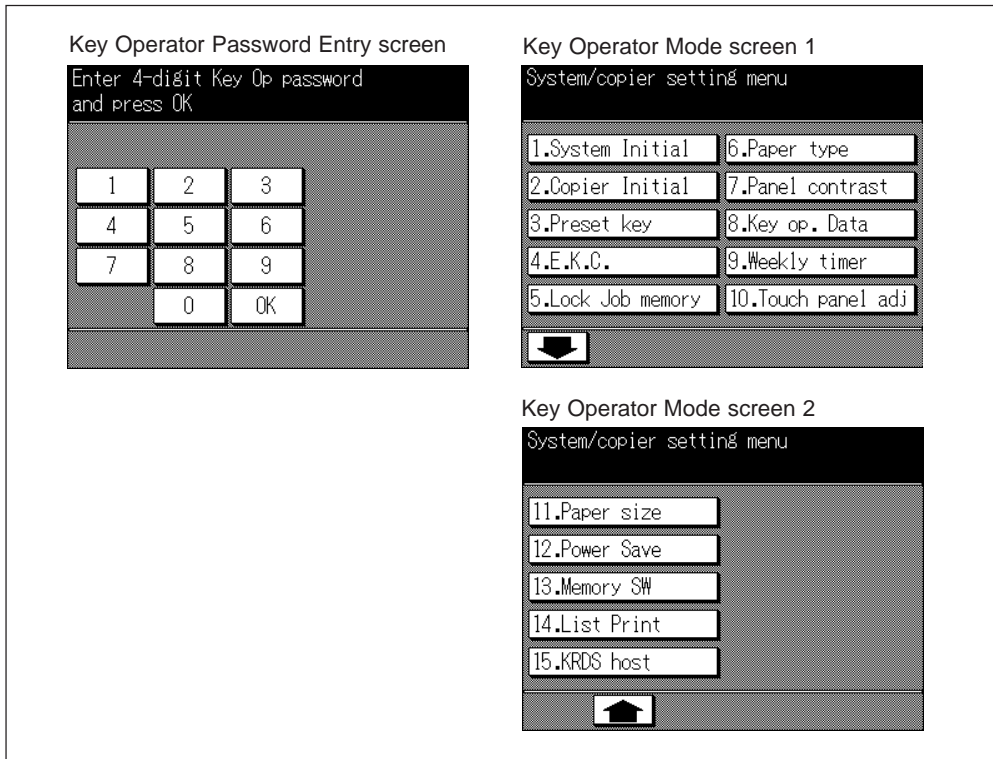 Key Operator Password Entry screen
Enter 4-digit Key Op password
and press OK
1 2 3
4 5 6
7 8 9
0 OK
Key Operator Mode screen 1
System/copier setting menu
1.System Initial 6.Paper type
2.Copier Initial 7.Panel contrast
3.Preset key 8.Key op. Data
4.E.K.C. 9.Weekly timer
5.Lock Job memory 10.Touch panel adj
Key Operator Mode screen 2
System/copier setting menu
11.Paper size
12.Power Save
13.Memory SW
14.List Print
15.KRDS host